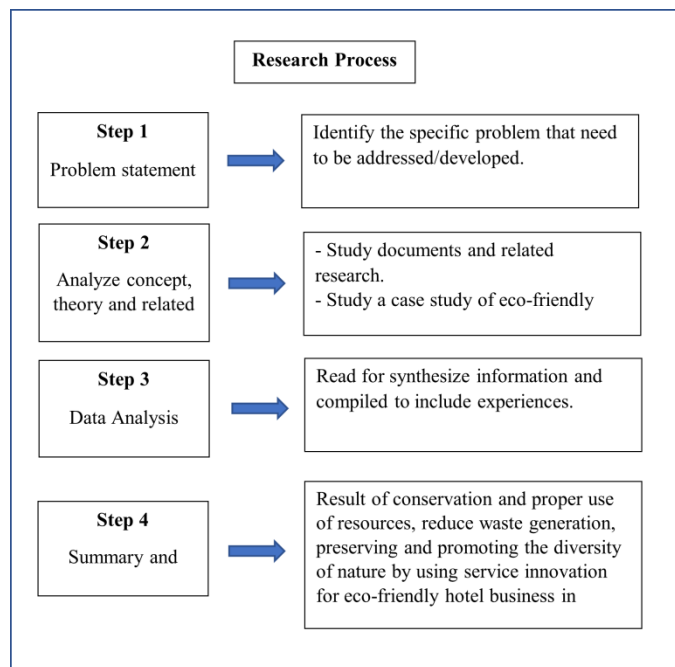 Research Process
Step 1
Problem statement
Identify the specific problem that need
to be addressed/developed.
Step 2
Analyze concept,
theory and related
- Study documents and related
research.
- Study a case study of eco-friendly
Step 3
Data Analysis
Read for synthesize information and
compiled to include experiences.
Step 4
Summary and
Result of conservation and proper use
of resources, reduce waste generation,
preserving and promoting the diversity
of nature by using service innovation
for eco-friendly hotel business in